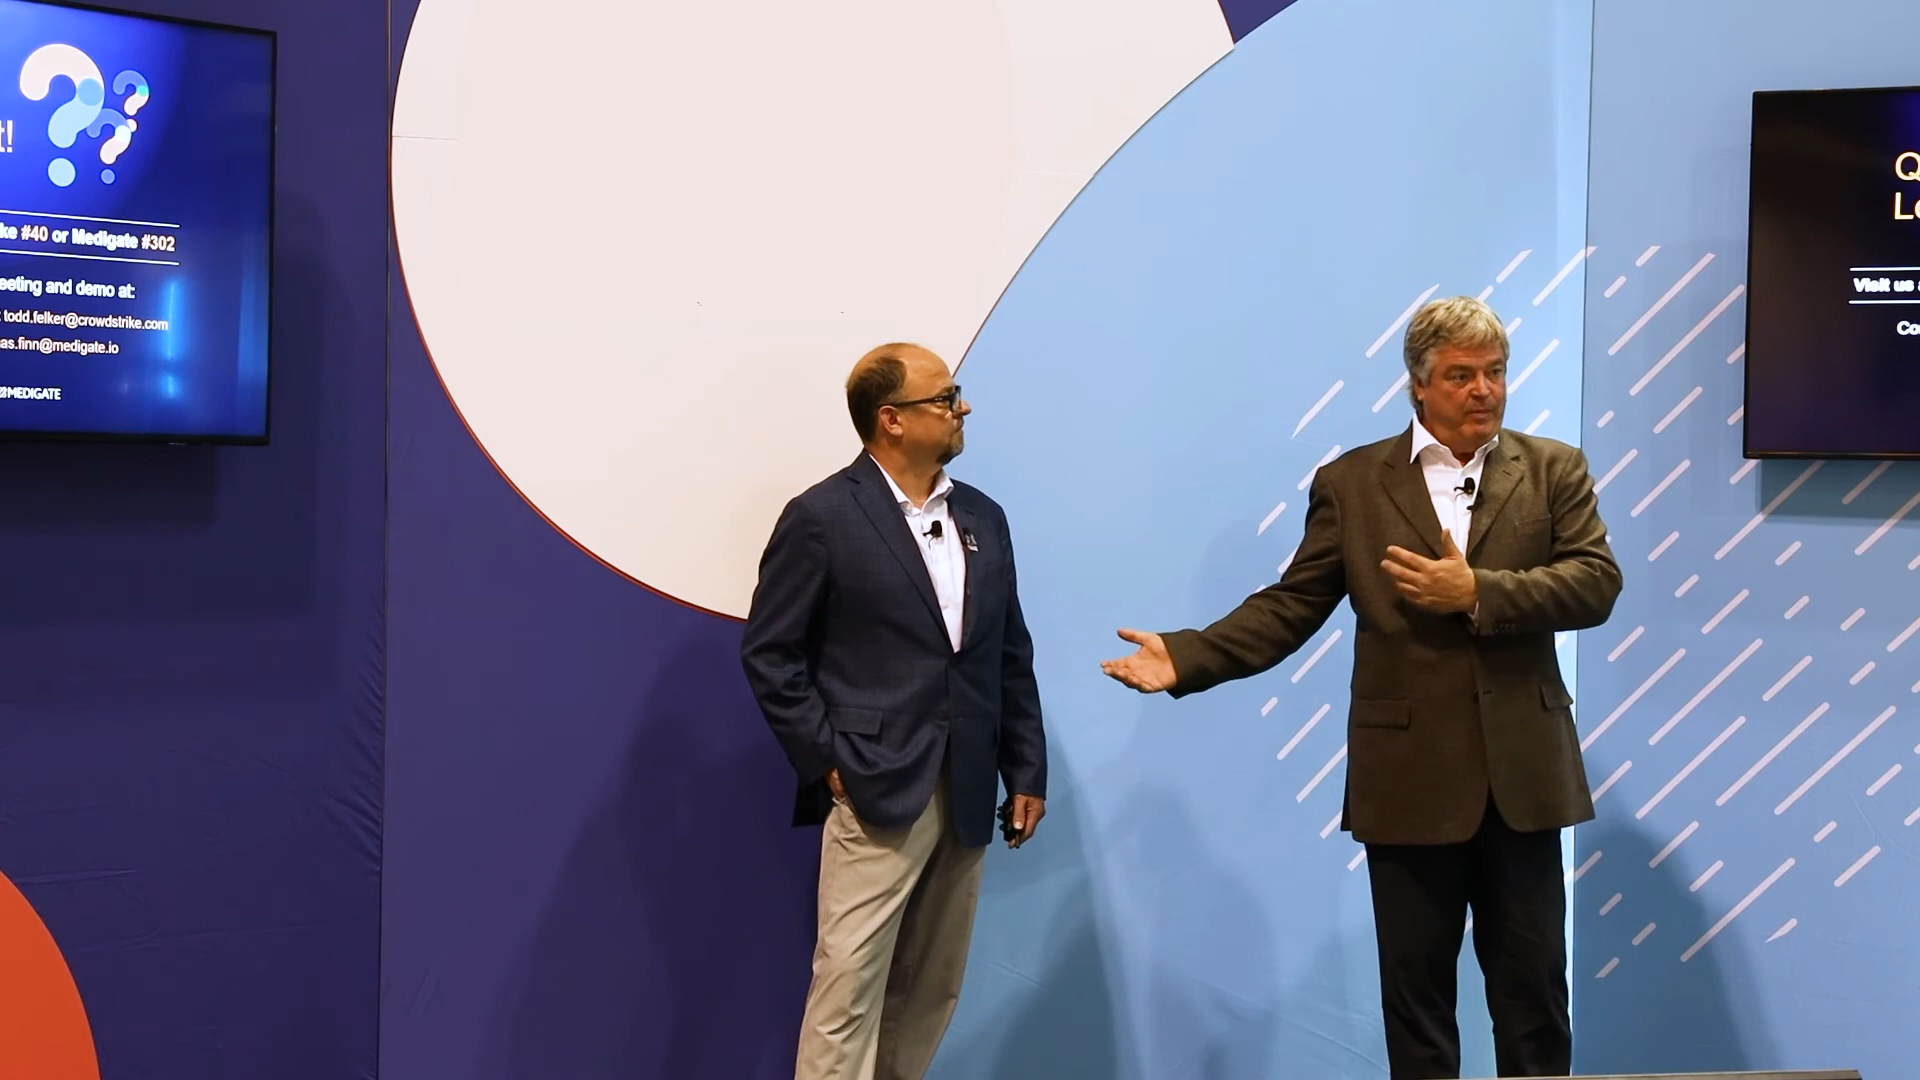 t!
ke #40 or Medigate #302
eeting and demo at:
: todd.felker@crowdstrike.com
as.finn@medigate.io
MEDIGATE
Q
Le
Visit us a
Co